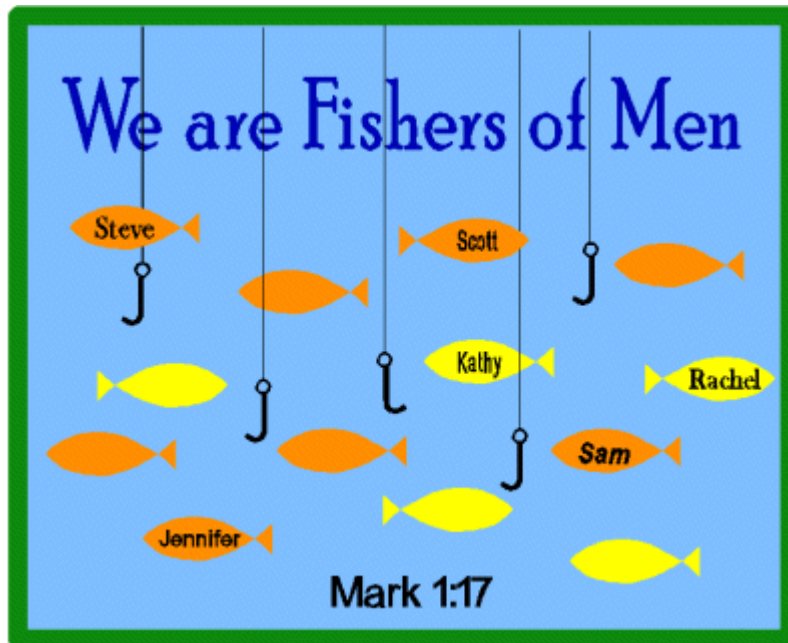 We are Fishers of Men
Steve
Scott
Kathy
Rachel
Sam
Jennifer
Mark 1:17